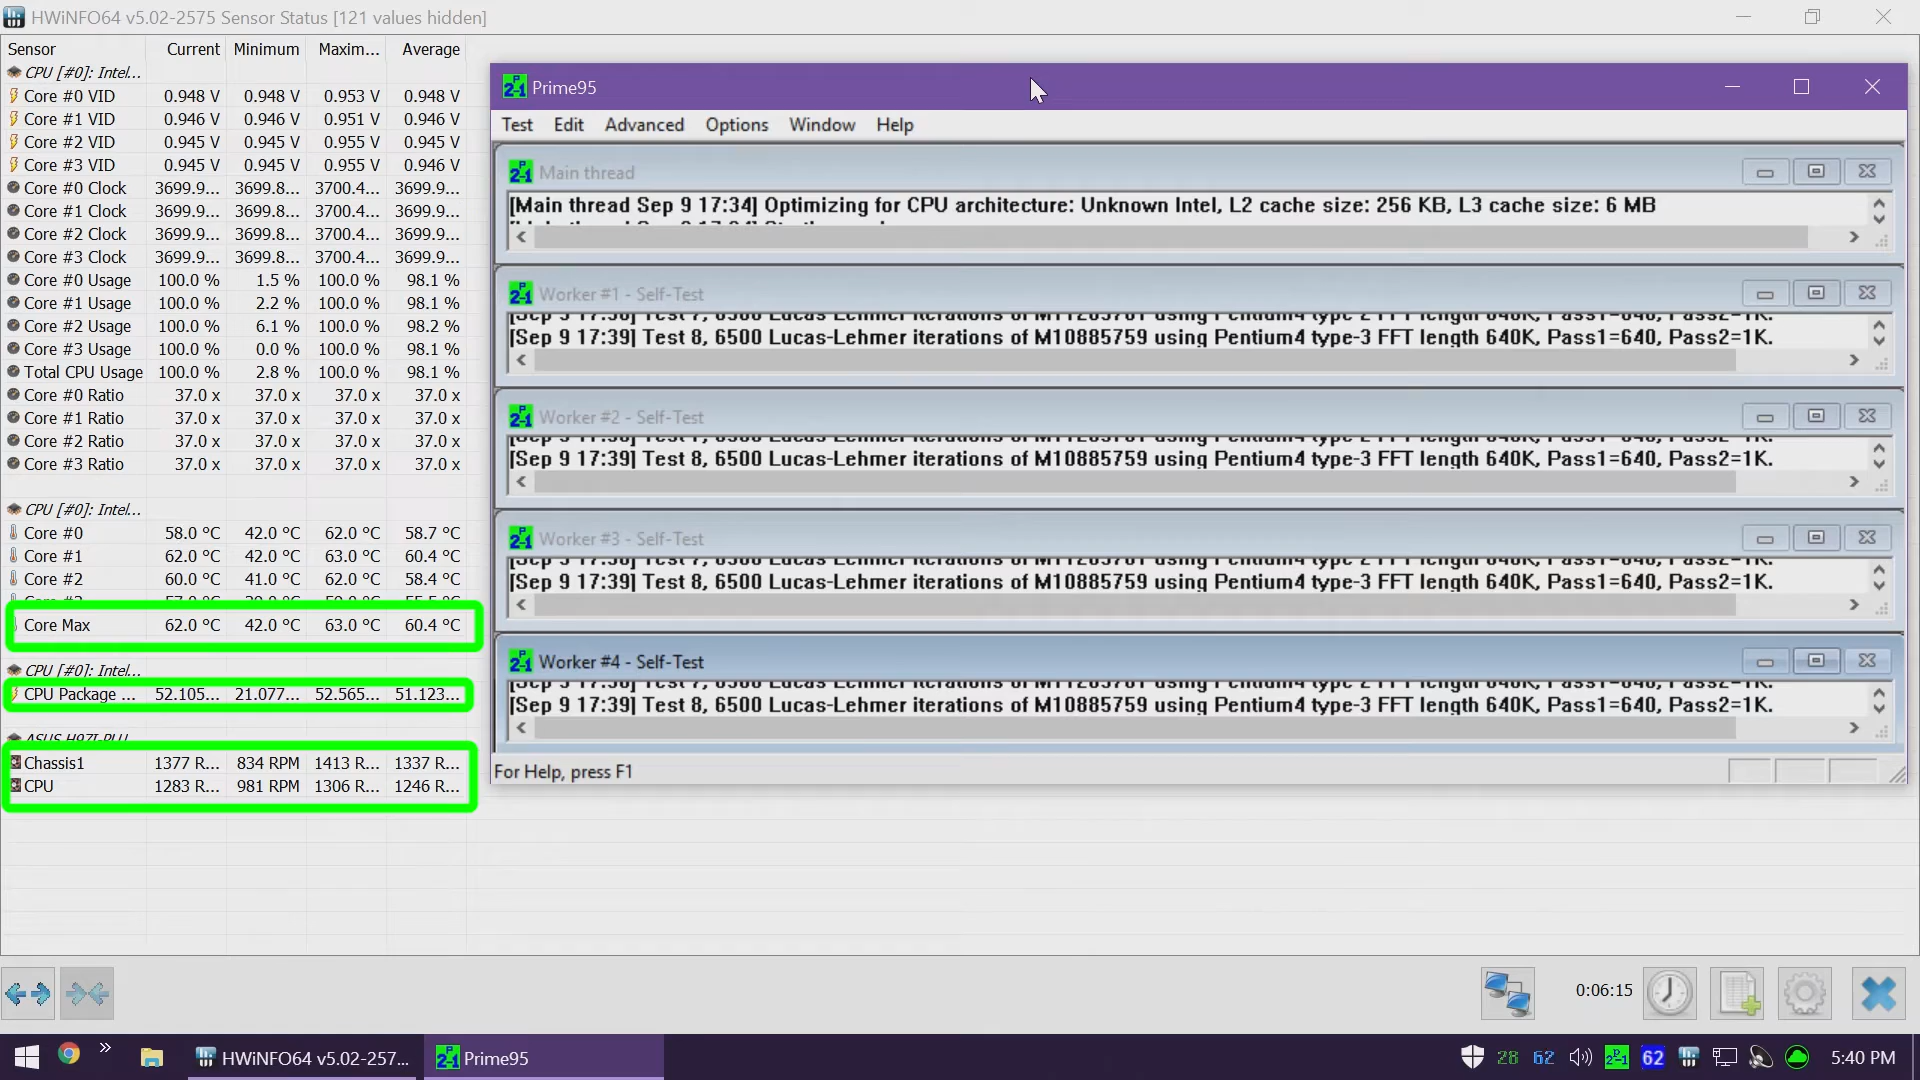 HWiNFO64 v5.02-2575 Sensor Status [121 values hidden]
Sensor Current Minimum Maxim... Average
CPU [#0]: Intel...
Core #0 VID 0.948 V 0.948 V 0.953 V 0.948 V
Core #1 VID 0.946 V 0.946 V 0.951 V 0.946 V
Core #2 VID 0.945 V 0.945 V 0.955 V 0.945 V
Core #3 VID 0.945 V 0.945 V 0.955 V 0.946 V
Core #0 Clock 3699.9... 3699.8... 3700.4... 3699.9...
Core #1 Clock 3699.9... 3699.8... 3700.4... 3699.9...
Core #2 Clock 3699.9... 3699.8... 3700.4... 3699.9...
Core #3 Clock 3699.9... 3699.8... 3700.4... 3699.9...
Core #0 Usage 100.0 % 1.5 % 100.0 % 98.1 %
Core #1 Usage 100.0 % 2.2 % 100.0 % 98.1 %
Core #2 Usage 100.0 % 6.1 % 100.0 % 98.2 %
Core #3 Usage 100.0 % 0.0 % 100.0 % 98.1 %
Total CPU Usage 100.0 % 2.8 % 100.0 % 98.1 %
Core #0 Ratio 37.0 x 37.0 x 37.0 x 37.0 x
Core #1 Ratio 37.0 x 37.0 x 37.0 x 37.0 x
Core #2 Ratio 37.0 x 37.0 x 37.0 x 37.0 x
Core #3 Ratio 37.0 x 37.0 x 37.0 x 37.0 x
CPU [#0]: Intel...
Core #0 58.0 °C 42.0 °C 62.0 °C 58.7 °C
Core #1 62.0 °C 42.0 °C 63.0 °C 60.4 °C
Core #2 60.0 °C 41.0 °C 62.0 °C 58.4 °C
Core Max 62.0 °C 42.0 °C 63.0 °C 60.4 °C
CPU [#0]: Intel...
CPU Package ... 52.105... 21.077... 52.565... 51.123...
Chassis1 1377 R... 834 RPM 1413 R... 1337 R...
CPU 1283 R... 981 RPM 1306 R... 1246 R...
Prime95
Test Edit Advanced Options Window Help
Main thread
[Main thread Sep 9 17:34] Optimizing for CPU architecture: Unknown Intel, L2 cache size: 256 KB, L3 cache size: 6 MB
Worker #1 - Self-Test
[Sep 9 17:39] Test 8, 6500 Lucas-Lehmer iterations of M10885759 using Pentium4 type-3 FFT length 640K, Pass1=640, Pass2=1K.
Worker #2 - Self-Test
[Sep 9 17:39] Test 8, 6500 Lucas-Lehmer iterations of M10885759 using Pentium4 type-3 FFT length 640K, Pass1=640, Pass2=1K.
Worker #3 - Self-Test
[Sep 9 17:39] Test 8, 6500 Lucas-Lehmer iterations of M10885759 using Pentium4 type-3 FFT length 640K, Pass1=640, Pass2=1K.
Worker #4 - Self-Test
[Sep 9 17:39] Test 8, 6500 Lucas-Lehmer iterations of M10885759 using Pentium4 type-3 FFT length 640K, Pass1=640, Pass2=1K.
For Help, press F1
0:06:15
HWiNFO64 v5.02-257... Prime95 28 62 62 5:40 PM